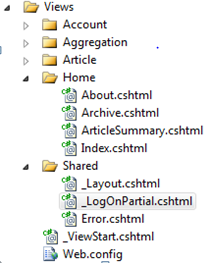 Views
Account
Aggregation
Article
Home
About.cshtml
Archive.cshtml
ArticleSummary.cshtml
Index.cshtml
Shared
_Layout.cshtml
_LogOnPartial.cshtml
Error.cshtml
_ViewStart.cshtml
Web.config